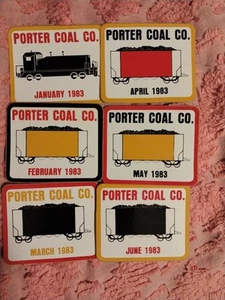 PORTER COAL CO.
JANUARY 1983
PORTER COAL CO.
APRIL 1983
PORTER COAL CO.
FEBRUARY 1983
PORTER COAL CO.
MAY 1983
PORTER COAL CO.
MARCH 1983
PORTER COAL CO.
JUNE 1983